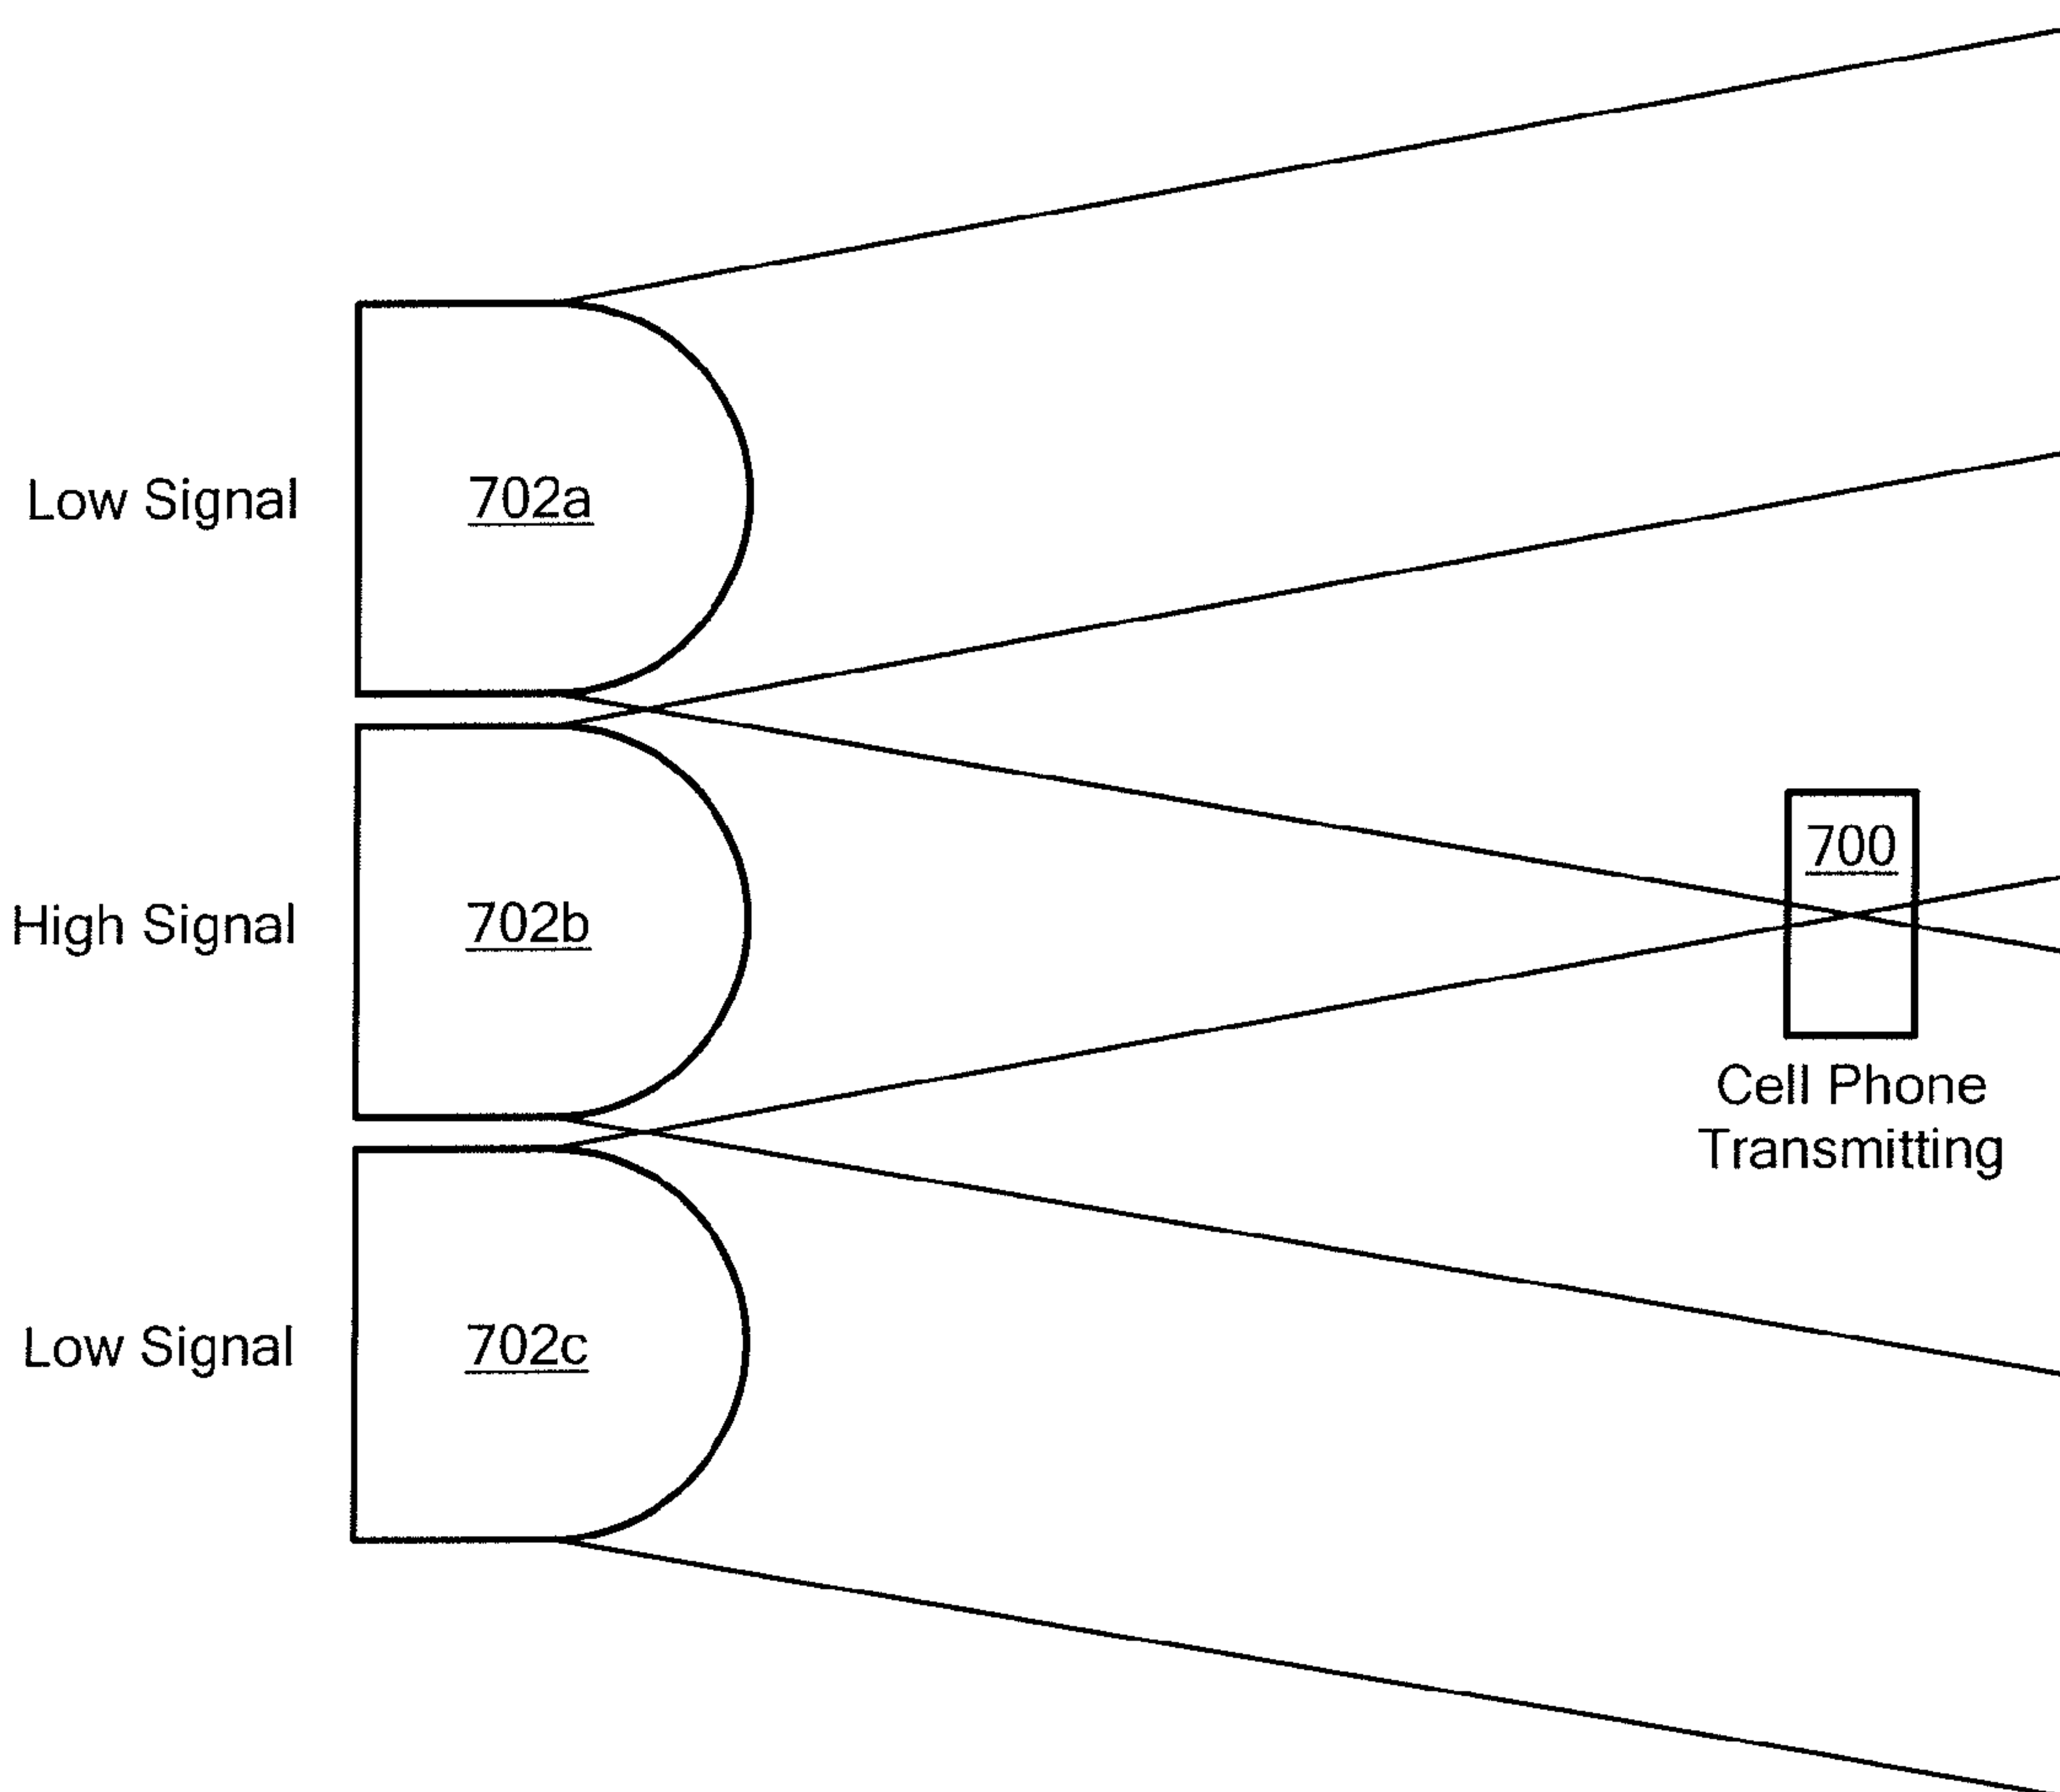 Low Signal
702a
High Signal
702b
700
Cell Phone
Transmitting
Low Signal
702c